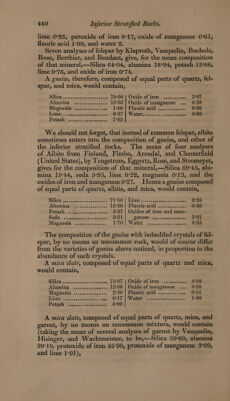 440 Inferior Stratified Rocks.
lime 0·35, peroxide of iron 8·17, oxide of manganese 0·61,
fluoric acid 1·09, and water 2.
Seven analyses of felspar by Klaproth, Vauquelin, Bucholz,
Rose, Berthier, and Beudant, give, for the mean composition
of that mineral,—Silica 64·04, alumina 18·94, potash 13·66,
lime 0·76, and oxide of iron 0·74.
A gneiss, therefore, composed of equal parts of quartz, fel-
spar, and mica, would contain,
Silica 70·96 Oxide of iron 2·97
Alumina 15·53 Oxide of manganese 0·20
Magnesia 1·66 Fluoric acid 0·36
Lime 0·37 Water 0·66
Potash 7·92
We should not forget, that instead of common felspar, albite
sometimes enters into the composition of gneiss, and other of
the inferior stratified rocks. The mean of four analyses
of Albite from Finland, Finbo, Arendal, and Chesterfield
(United States), by Tengstrom, Eggertz, Rose, and Stromeyer,
gives for the composition of that mineral,—Silica 69·45, alu-
mina 19·44, soda 9·95, lime 0·22, magnesia 0·13, and the
oxides of iron and manganese 0·27. Hence a gneiss composed
of equal parts of quartz, albite, and mica, would contain,
Silica 71·36 Lime 0·22
Alumina 15·20 Fluoric acid 0·36
Potash 3·37 Oxides of iron and man-
Soda 3·31 ganese 2·01
Magnesia 1·70 Water 0·35
The composition of the gneiss with imbedded crystals of fel-
spar, by no means an uncommon rock, would of course differ
from the varieties of gneiss above noticed, in proportion to the
abundance of such crystals.
A mica slate, composed of equal parts of quartz and mica,
would contain,
Silica 73·07 Oxide of iron 4·08
Alumina 13·08 Oxide of manganese 0·30
Magnesia 2·49 Fluoric acid 0·54
Lime 0·17 Water 1·00
Potash 5·06
A mica slate, composed of equal parts of quartz, mica, and
garnet, by no means an uncommon mixture, would contain
(taking the mean of several analyses of garnet by Vauquelin,
Hisinger, and Wachtmeister, to be,—Silica 39·69, alumina
20·19, protoxide of iron 35·99, protoxide of manganese 3·09,
and lime 1·01),